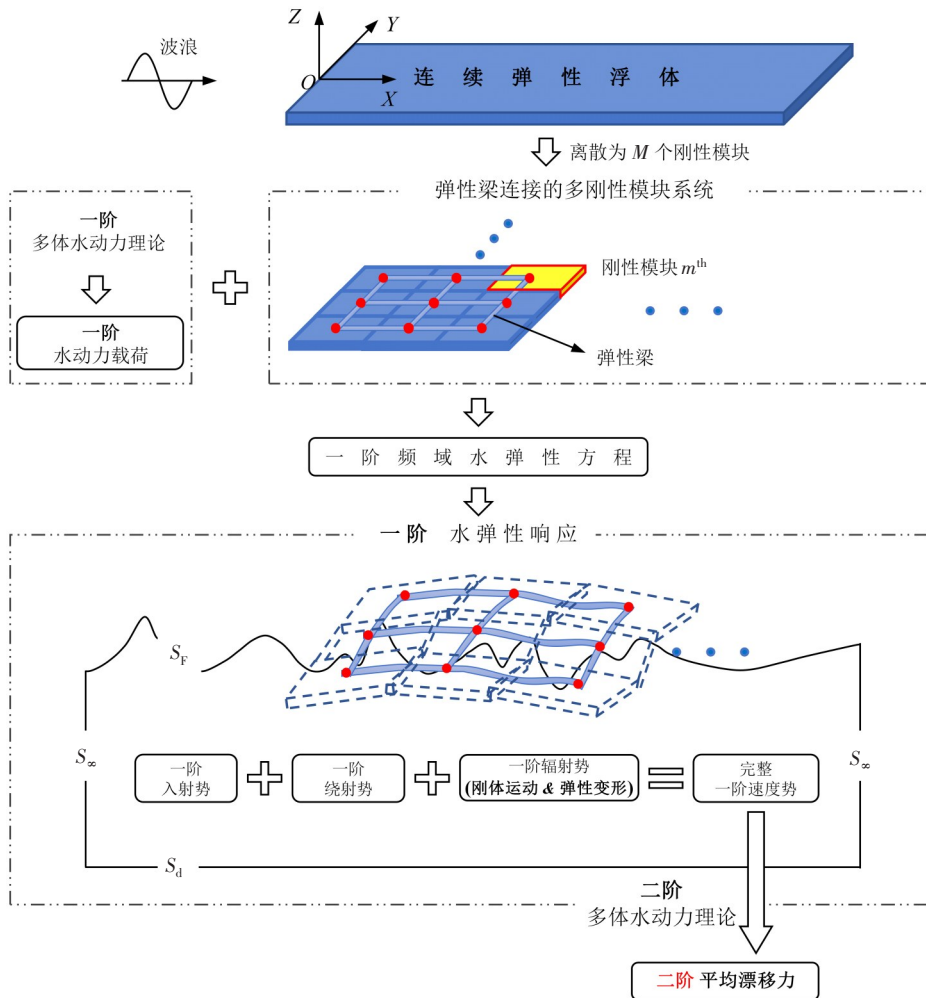 波浪
Z
Y
O
X
连续弹性浮体
离散为 M 个刚性模块
弹性梁连接的多刚性模块系统
一阶
多体水动力理论
一阶
水动力载荷
刚性模块 mth
弹性梁
一阶频域水弹性方程
一阶 水弹性响应
SF
S∞
S∞
一阶
入射势
一阶
绕射势
一阶辐射势
(刚体运动 & 弹性变形)
完整
一阶速度势
Sd
二阶
多体水动力理论
二阶 平均漂移力